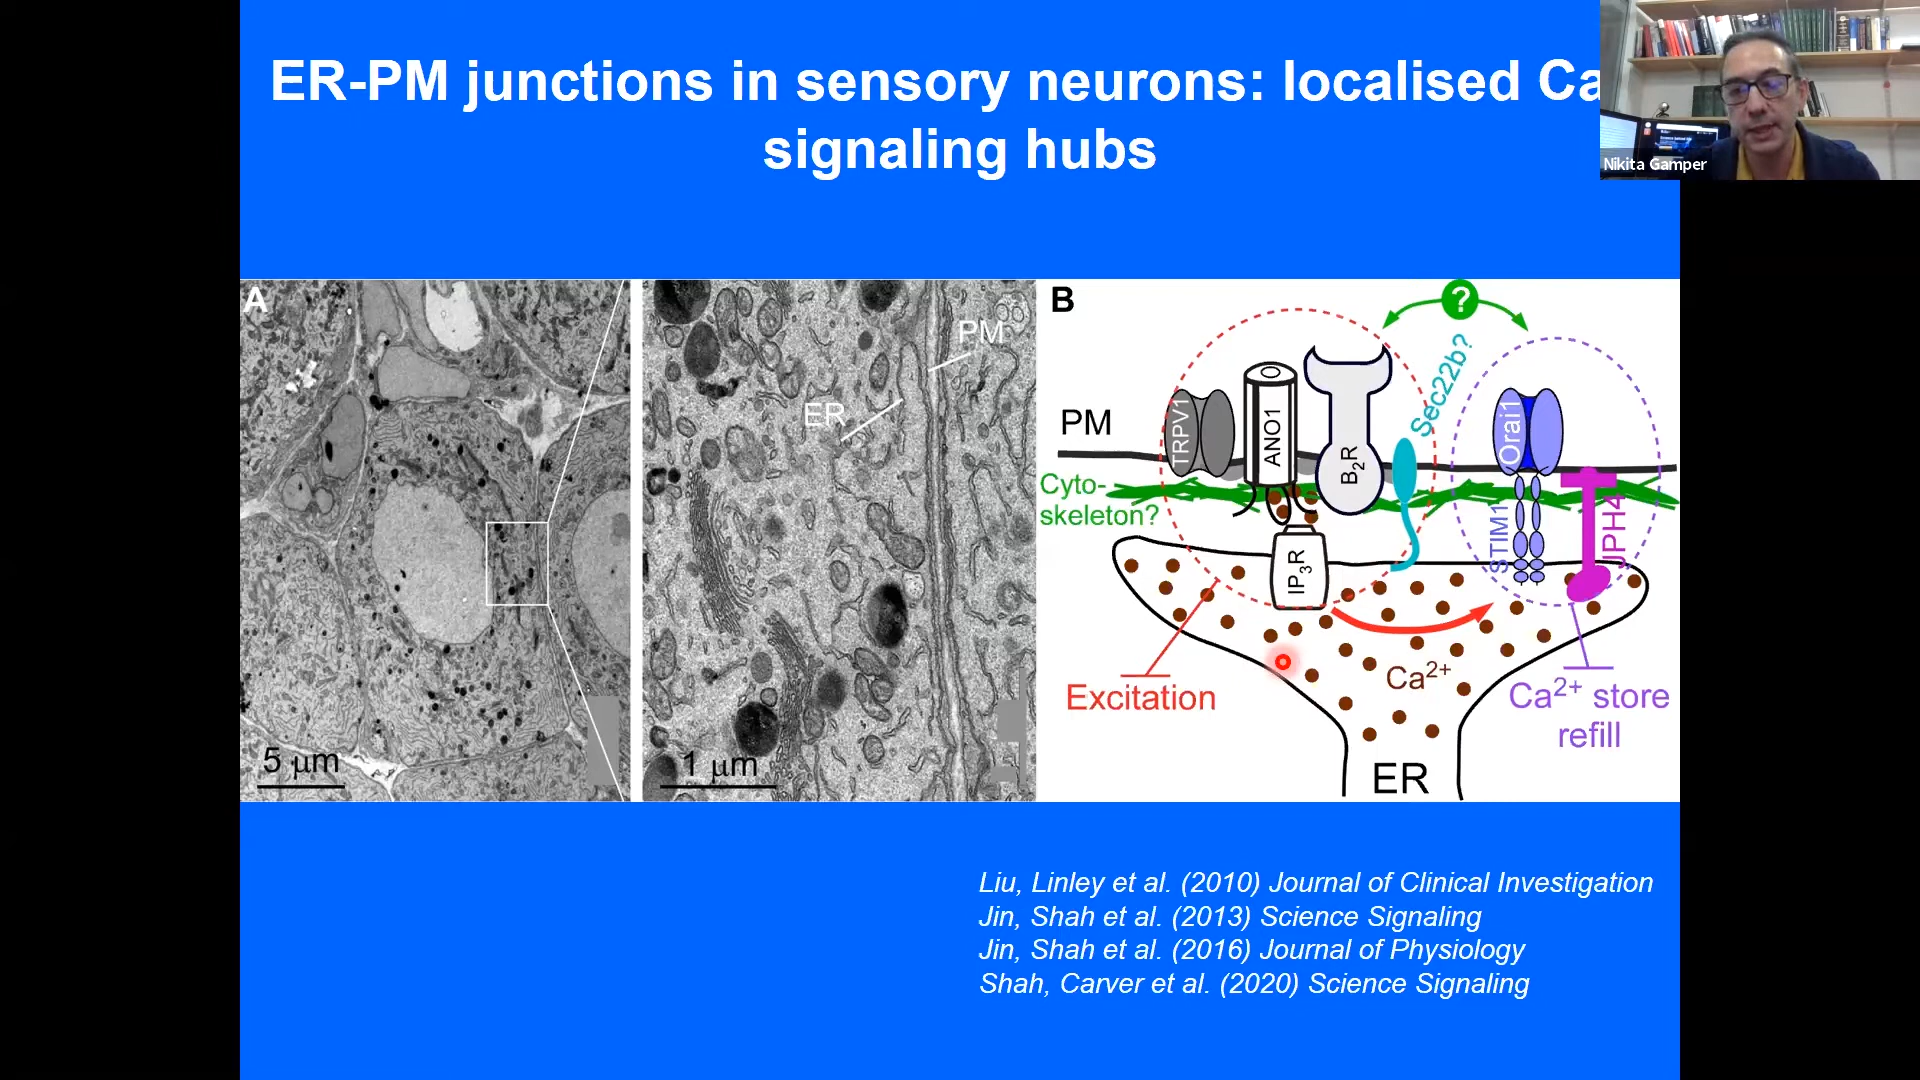 ER-PM junctions in sensory neurons: localised Ca
signaling hubs
Nikita Gamper
A
PM
ER
5 μm
1 μm
B
?
Sec22b?
PM
TRPV1
ANO1
B2R
Orai1
Cyto-
skeleton?
STIM1
JPH4
IP3R
Ca2+
Excitation
Ca2+ store
refill
ER
Liu, Linley et al. (2010) Journal of Clinical Investigation
Jin, Shah et al. (2013) Science Signaling
Jin, Shah et al. (2016) Journal of Physiology
Shah, Carver et al. (2020) Science Signaling